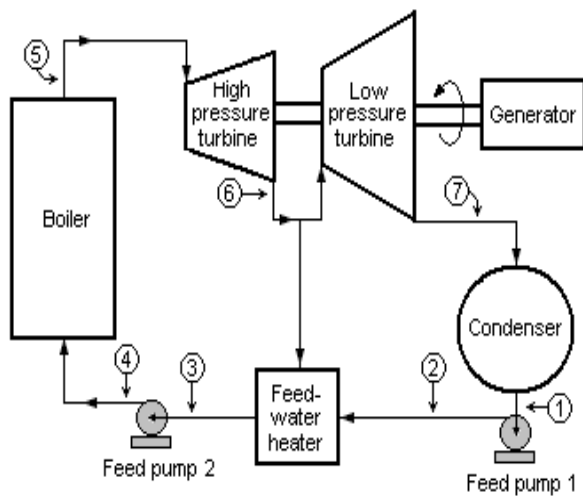 5
High
pressure
turbine
Low
pressure
turbine
Generator
6
7
Boiler
Condenser
4
3
2
1
Feed-
water
heater
Feed pump 2
Feed pump 1